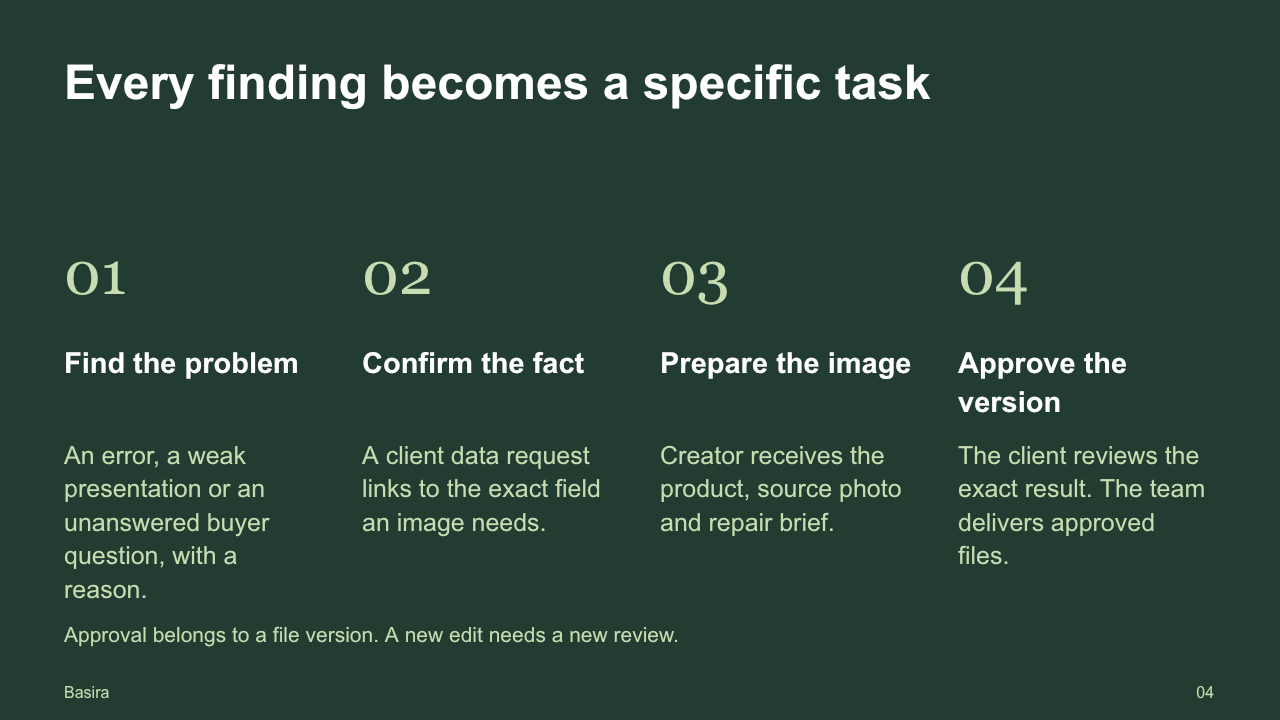 Every finding becomes a specific task
01
Find the problem
An error, a weak
presentation or an
unanswered buyer
question, with a
reason.
02
Confirm the fact
A client data request
links to the exact field
an image needs.
03
Prepare the image
Creator receives the
product, source photo
and repair brief.
04
Approve the
version
The client reviews the
exact result. The team
delivers approved
files.
Approval belongs to a file version. A new edit needs a new review.
Basira
04